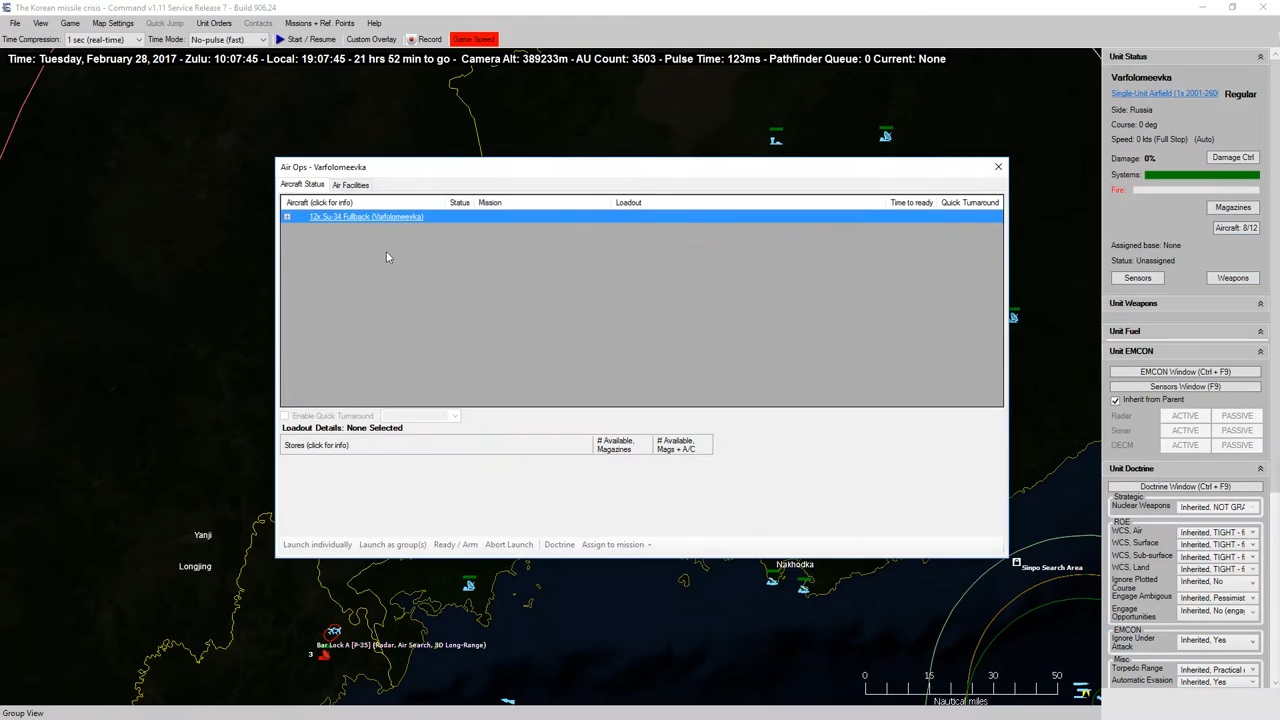 The Korean missile crisis - Command v1.11 Service Release 7 - Build 906.24
File View Game Map Settings Quick Jump Unit Orders Contacts Missions + Ref. Points Help
Time Compression: 1 sec (real-time) Time Mode: No-pulse (fast) Start / Resume Custom Overlay Record Game Speed
Time: Tuesday, February 28, 2017 - Zulu: 10:07:45 - Local: 19:07:45 - 21 hrs 52 min to go - Camera Alt: 389233m - AU Count: 3503 - Pulse Time: 123ms - Pathfinder Queue: 0 Current: None
Air Ops - Varfolomeevka
Aircraft Status Air Facilities
Aircraft (click for info) Status Mission Loadout Time to ready Quick Turnaround
12x Su-34 Fullback (Varfolomeevka)
Enable Quick Turnaround
Loadout Details: None Selected
Stores (click for info) # Available, Magazines # Available, Mags + A/C
Launch individually Launch as group(s) Ready / Arm Abort Launch Doctrine Assign to mission
Yanji
Longjing
Nakhodka
Sinpo Search Area
Bar Lock A [P-35] (Radar, Air Search, 3D Long-Range)
3
0 15 30 50
Nautical miles
Group View
Unit Status
Varfolomeevka
Single-Unit Airfield (1x 2001-260 Regular
Side: Russia
Course: 0 deg
Speed: 0 kts (Full Stop) (Auto)
Damage: 0% Damage Ctrl
Systems:
Fire:
Magazines
Aircraft: 8/12
Assigned base: None
Status: Unassigned
Sensors Weapons
Unit Weapons
Unit Fuel
Unit EMCON
EMCON Window (Ctrl + F9)
Sensors Window (F9)
Inherit from Parent
Radar ACTIVE PASSIVE
Sonar ACTIVE PASSIVE
OECM ACTIVE PASSIVE
Unit Doctrine
Doctrine Window (Ctrl + F9)
Strategic
Nuclear Weapons Inherited, NOT GRA
ROE
WCS, Air Inherited, TIGHT - fi
WCS, Surface Inherited, TIGHT - fi
WCS, Sub-surface Inherited, TIGHT - fi
WCS, Land Inherited, TIGHT - fi
Ignore Plotted Course Inherited, No
Engage Ambiguous Inherited, Pessimist
Engage Opportunities Inherited, No (engag
EMCON
Ignore Under Attack Inherited, Yes
Misc
Torpedo Range Inherited, Practical r
Automatic Evasion Inherited, Yes